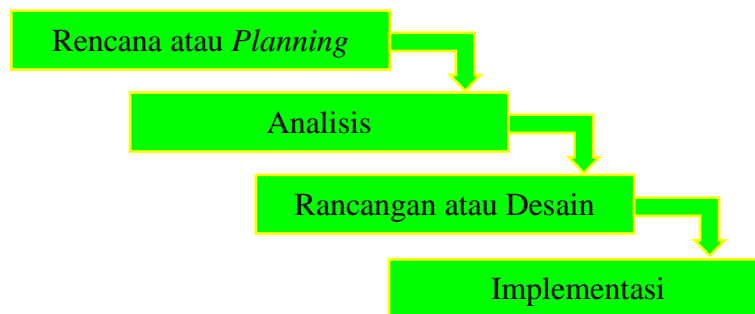 Rencana atau Planning
Analisis
Rancangan atau Desain
Implementasi